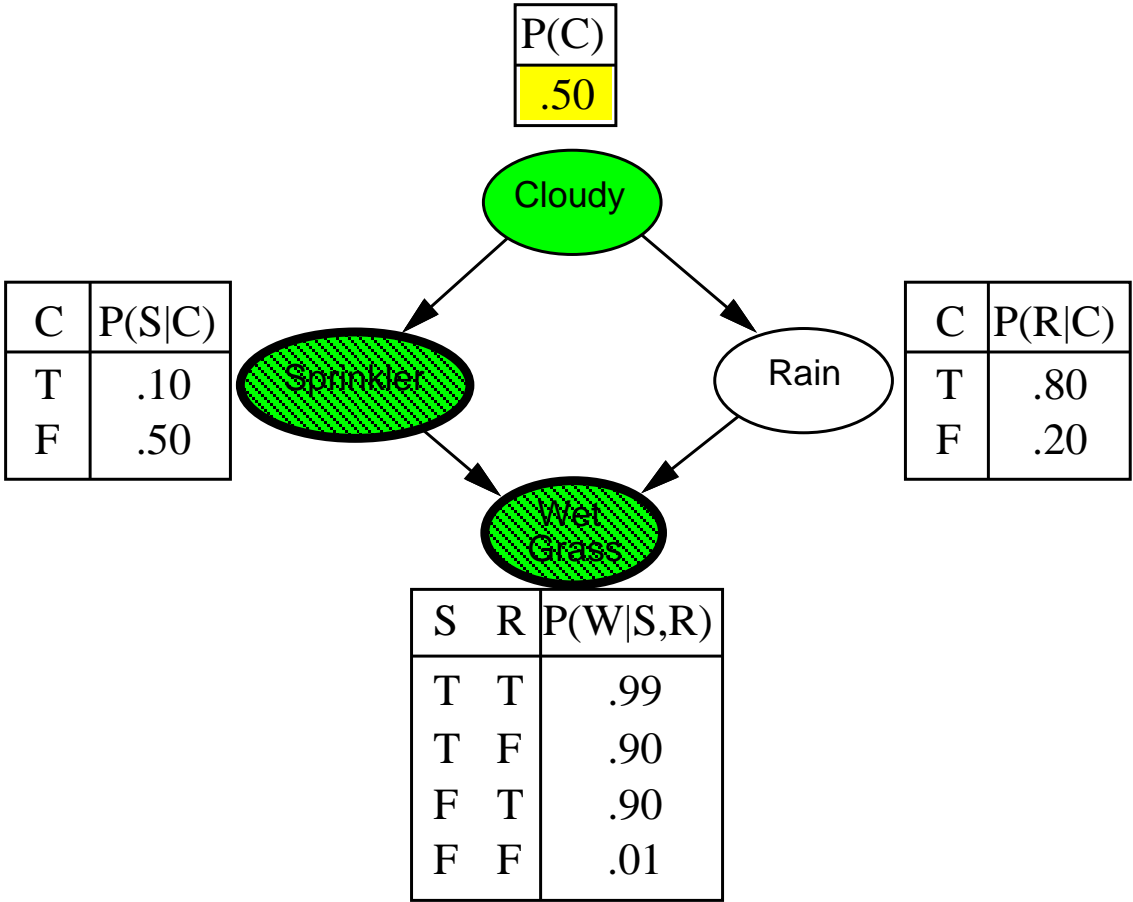 P(C)
.50
Cloudy
C P(S|C)
T .10
F .50
Sprinkler
Rain
C P(R|C)
T .80
F .20
Wet
Grass
S R P(W|S,R)
T T .99
T F .90
F T .90
F F .01